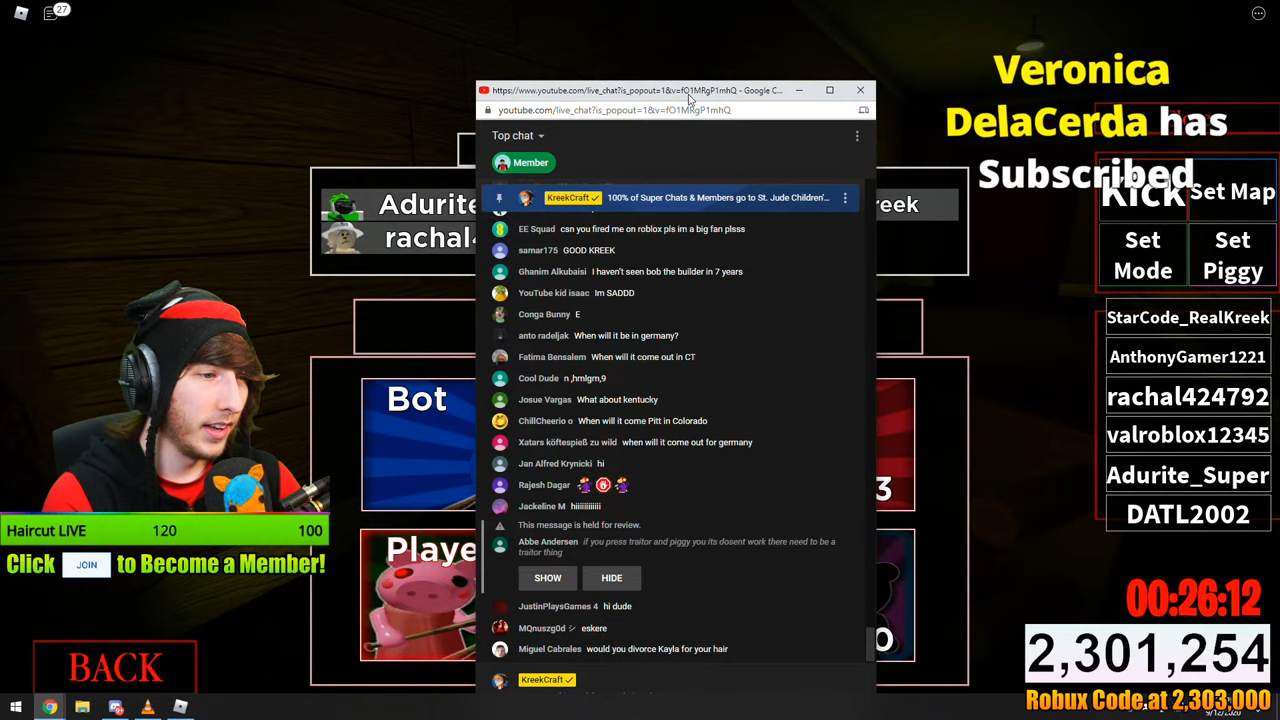 27
Veronica
DelaCerda has
Subscribed
https://www.youtube.com/live_chat?is_popout=1&v=fO1MRgP1mhQ - Google C...
youtube.com/live_chat?is_popout=1&v=fO1MRgP1mhQ
Top chat
Member
KreekCraft 100% of Super Chats & Members go to St. Jude Children'...
EE Squad csn you fired me on roblox pls im a big fan plsss
samar175 GOOD KREEK
Ghanim Alkubaisi I haven't seen bob the builder in 7 years
YouTube kid isaac Im SADDD
Conga Bunny E
anto radeljak When will it be in germany?
Fatima Bensalem When will it come out in CT
Cool Dude n ,hmlgm,9
Josue Vargas What about kentucky
ChillCheerio o When will it come Pitt in Colorado
Xatars köftespieß zu wild when will it come out for germany
Jan Alfred Krynicki hi
Rajesh Dagar
Jackeline M hiiiiiiiiiiiii
This message is held for review.
Abbe Andersen if you press traitor and piggy you its dosent work there need to be a
traitor thing
SHOW HIDE
JustinPlaysGames 4 hi dude
MQnuszg0d シ eskere
Miguel Cabrales would you divorce Kayla for your hair
KreekCraft
Adurite
rachal4
reek
Bot
3
Playe
o
Kick
Set Map
Set
Mode
Set
Piggy
StarCode_RealKreek
AnthonyGamer1221
rachal424792
valroblox12345
Adurite_Super
DATL2002
Haircut LIVE 120 100
Click JOIN to Become a Member!
BACK
00:26:12
2,301,254
Robux Code at 2,303,000
9/12/2020